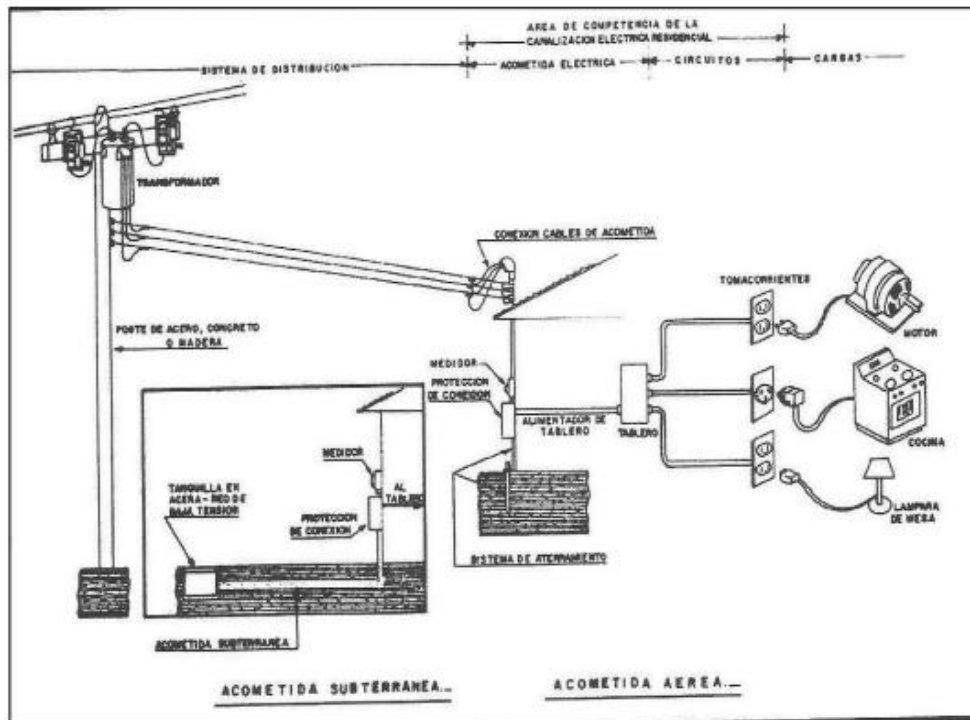 AREA DE COMPETENCIA DE LA
CANALIZACION ELECTRICA RESIDENCIAL
SISTEMA DE DISTRIBUCION
ACOMETIDA ELECTRICA
CIRCUITOS
CARGAS
TRANSFORMADOR
CONEXION CABLES DE ACOMETIDA
TOMACORRIENTES
MOTOR
POSTE DE ACERO, CONCRETO
O MADERA
MEDIDOR
PROTECCION
DE CONEXION
ALIMENTADOR DE
TABLERO
TABLERO
COCINA
MEDIDOR
AL
TABLERO
TANQUILLA EN
ACERA - RED DE
BAJA TENSION
PROTECCION
DE CONEXION
LAMPARA
DE MESA
SISTEMA DE ATERRAMIENTO
ACOMETIDA SUBTERRANEA
ACOMETIDA SUBTERRANEA._
ACOMETIDA AEREA._